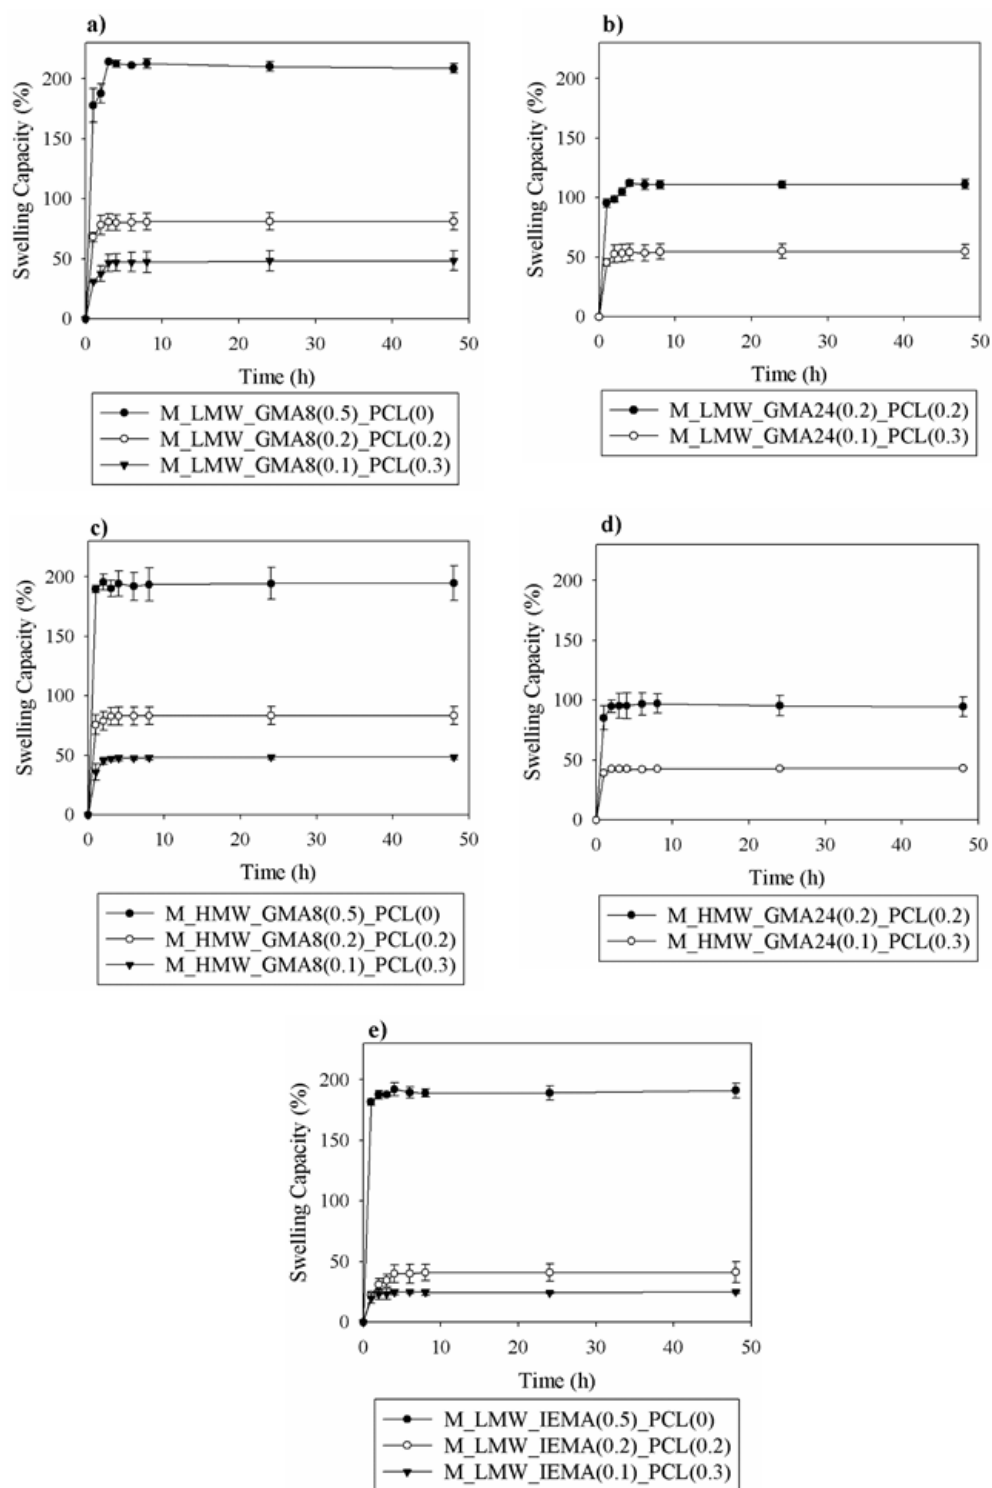 a)
Swelling Capacity (%)
200
150
100
50
0
0 10 20 30 40 50
Time (h)
M_LMW_GMA8(0.5)_PCL(0)
M_LMW_GMA8(0.2)_PCL(0.2)
M_LMW_GMA8(0.1)_PCL(0.3)
b)
Swelling Capacity (%)
200
150
100
50
0
0 10 20 30 40 50
Time (h)
M_LMW_GMA24(0.2)_PCL(0.2)
M_LMW_GMA24(0.1)_PCL(0.3)
c)
Swelling Capacity (%)
200
150
100
50
0
0 10 20 30 40 50
Time (h)
M_HMW_GMA8(0.5)_PCL(0)
M_HMW_GMA8(0.2)_PCL(0.2)
M_HMW_GMA8(0.1)_PCL(0.3)
d)
Swelling Capacity (%)
200
150
100
50
0
0 10 20 30 40 50
Time (h)
M_HMW_GMA24(0.2)_PCL(0.2)
M_HMW_GMA24(0.1)_PCL(0.3)
e)
Swelling Capacity (%)
200
150
100
50
0
0 10 20 30 40 50
Time (h)
M_LMW_IEMA(0.5)_PCL(0)
M_LMW_IEMA(0.2)_PCL(0.2)
M_LMW_IEMA(0.1)_PCL(0.3)